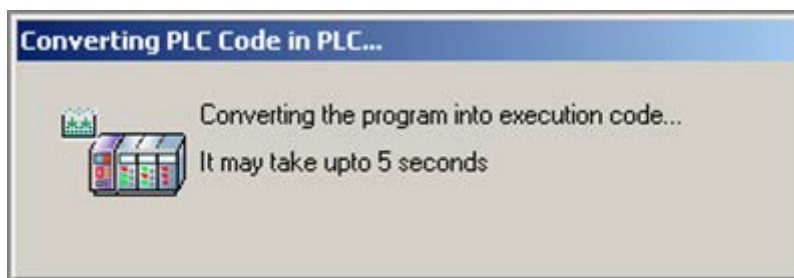 Converting PLC Code in PLC...
Converting the program into execution code...
It may take upto 5 seconds